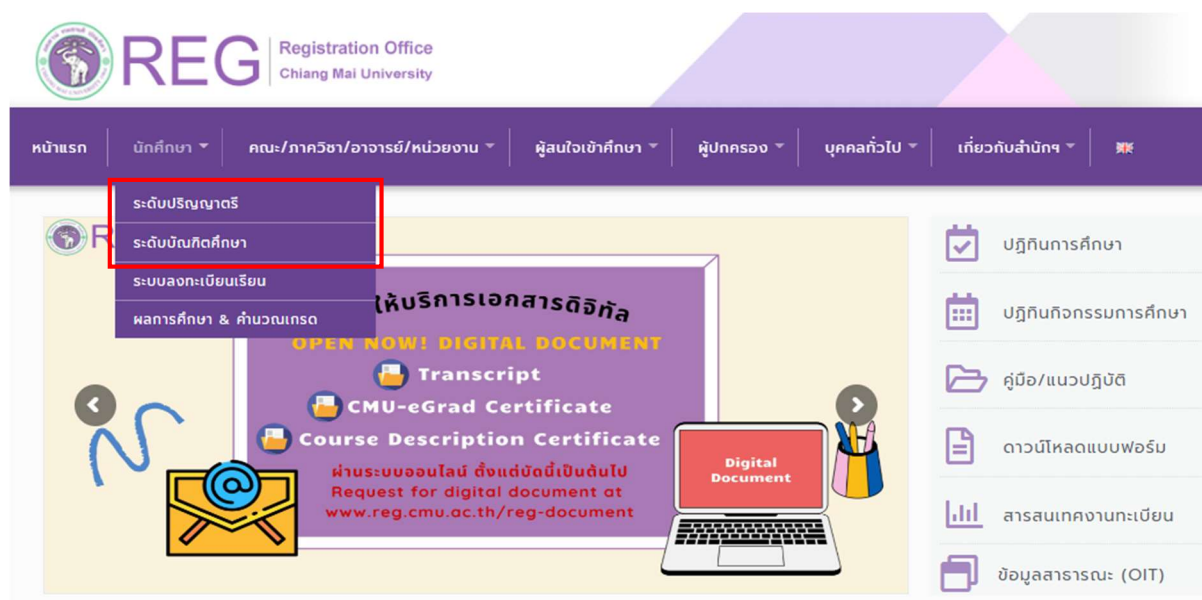 REG
Registration Office
Chiang Mai University
หน้าแรก
นักศึกษา
คณะ/ภาควิชา/อาจารย์/หน่วยงาน
ผู้สนใจเข้าศึกษา
ผู้ปกครอง
บุคคลทั่วไป
เกี่ยวกับสำนักฯ
ระดับปริญญาตรี
ระดับบัณฑิตศึกษา
ระบบลงทะเบียนเรียน
ผลการศึกษา & คำนวณเกรด
R
ให้บริการเอกสารดิจิทัล
OPEN NOW! DIGITAL DOCUMENT
Transcript
CMU-eGrad Certificate
Course Description Certificate
ผ่านระบบออนไลน์ ตั้งแต่บัดนี้เป็นต้นไป
Request for digital document at
www.reg.cmu.ac.th/reg-document
Digital
Document
ปฏิทินการศึกษา
ปฏิทินกิจกรรมการศึกษา
คู่มือ/แนวปฏิบัติ
ดาวน์โหลดแบบฟอร์ม
สารสนเทศงานทะเบียน
ข้อมูลสาธารณะ (OIT)